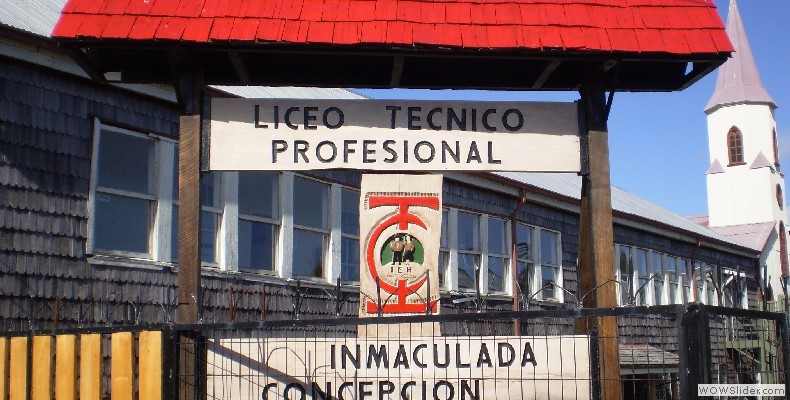 LICEO TECNICO
PROFESIONAL
I E H
INMACULADA
CONCEPCION
WOWSlider.com